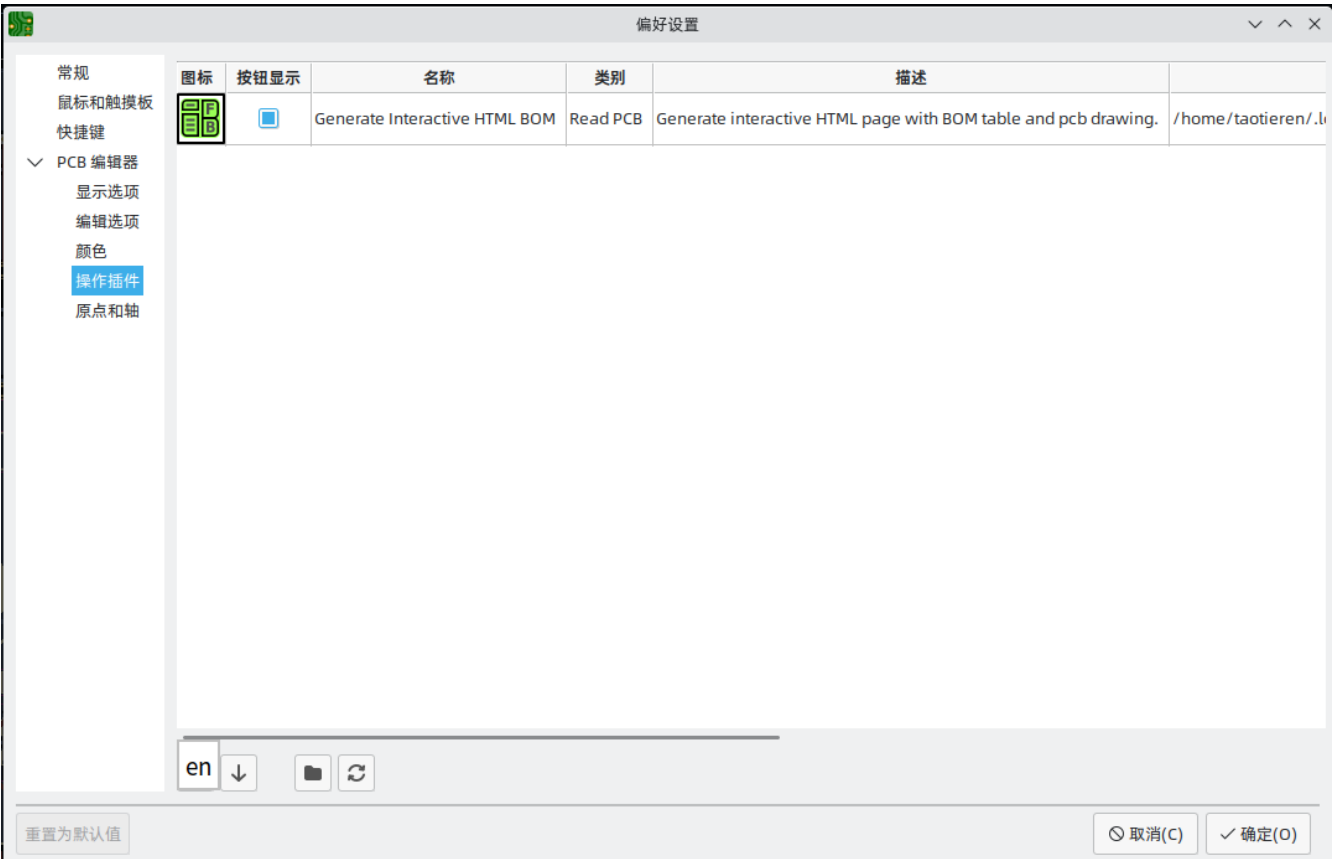 偏好设置
常规
鼠标和触摸板
快捷键
PCB 编辑器
显示选项
编辑选项
颜色
操作插件
原点和轴
图标 按钮显示 名称 类别 描述
F
B
Generate Interactive HTML BOM Read PCB Generate interactive HTML page with BOM table and pcb drawing. /home/taotieren/.l
en
重置为默认值
取消(C) 确定(O)